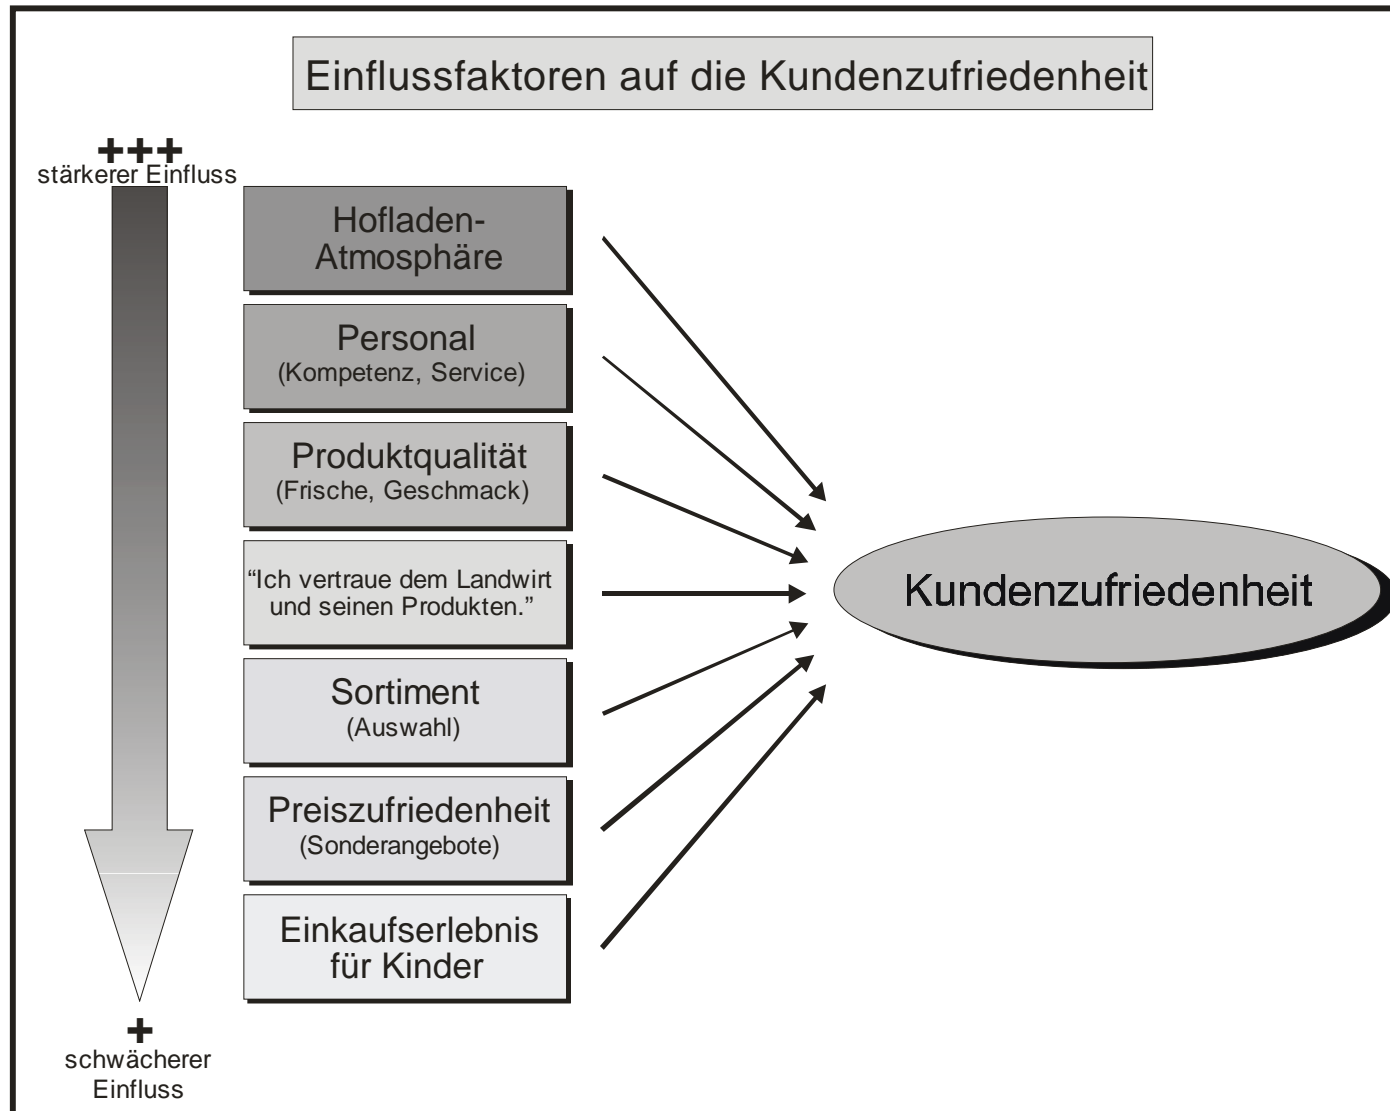 Einflussfaktoren auf die Kundenzufriedenheit
+++
stärkerer Einfluss
Hofladen-
Atmosphäre
Personal
(Kompetenz, Service)
Produktqualität
(Frische, Geschmack)
“Ich vertraue dem Landwirt
und seinen Produkten.”
Sortiment
(Auswahl)
Preiszufriedenheit
(Sonderangebote)
Einkaufserlebnis
für Kinder
Kundenzufriedenheit
+
schwächerer
Einfluss